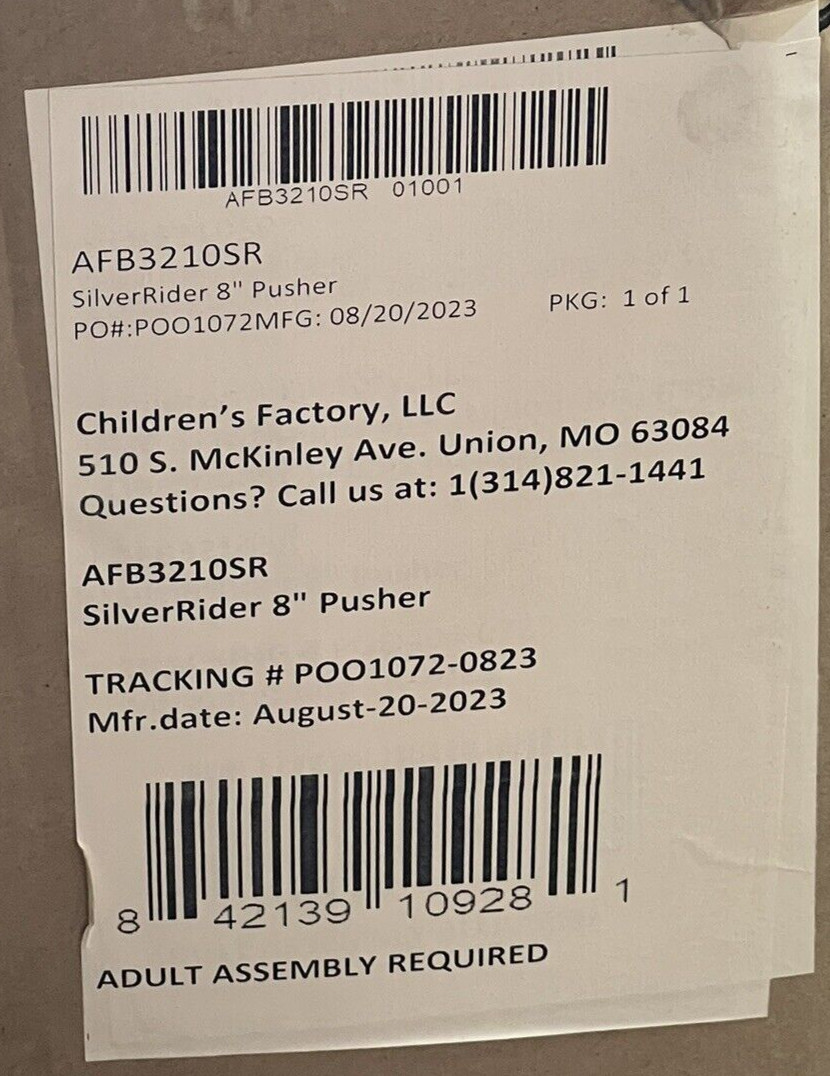 AFB3210SR 01001
AFB3210SR
SilverRider 8" Pusher
PO#:POO1072MFG: 08/20/2023 PKG: 1 of 1
Children's Factory, LLC
510 S. McKinley Ave. Union, MO 63084
Questions? Call us at: 1(314)821-1441
AFB3210SR
SilverRider 8" Pusher
TRACKING # POO1072-0823
Mfr.date: August-20-2023
8 42139 10928 1
ADULT ASSEMBLY REQUIRED